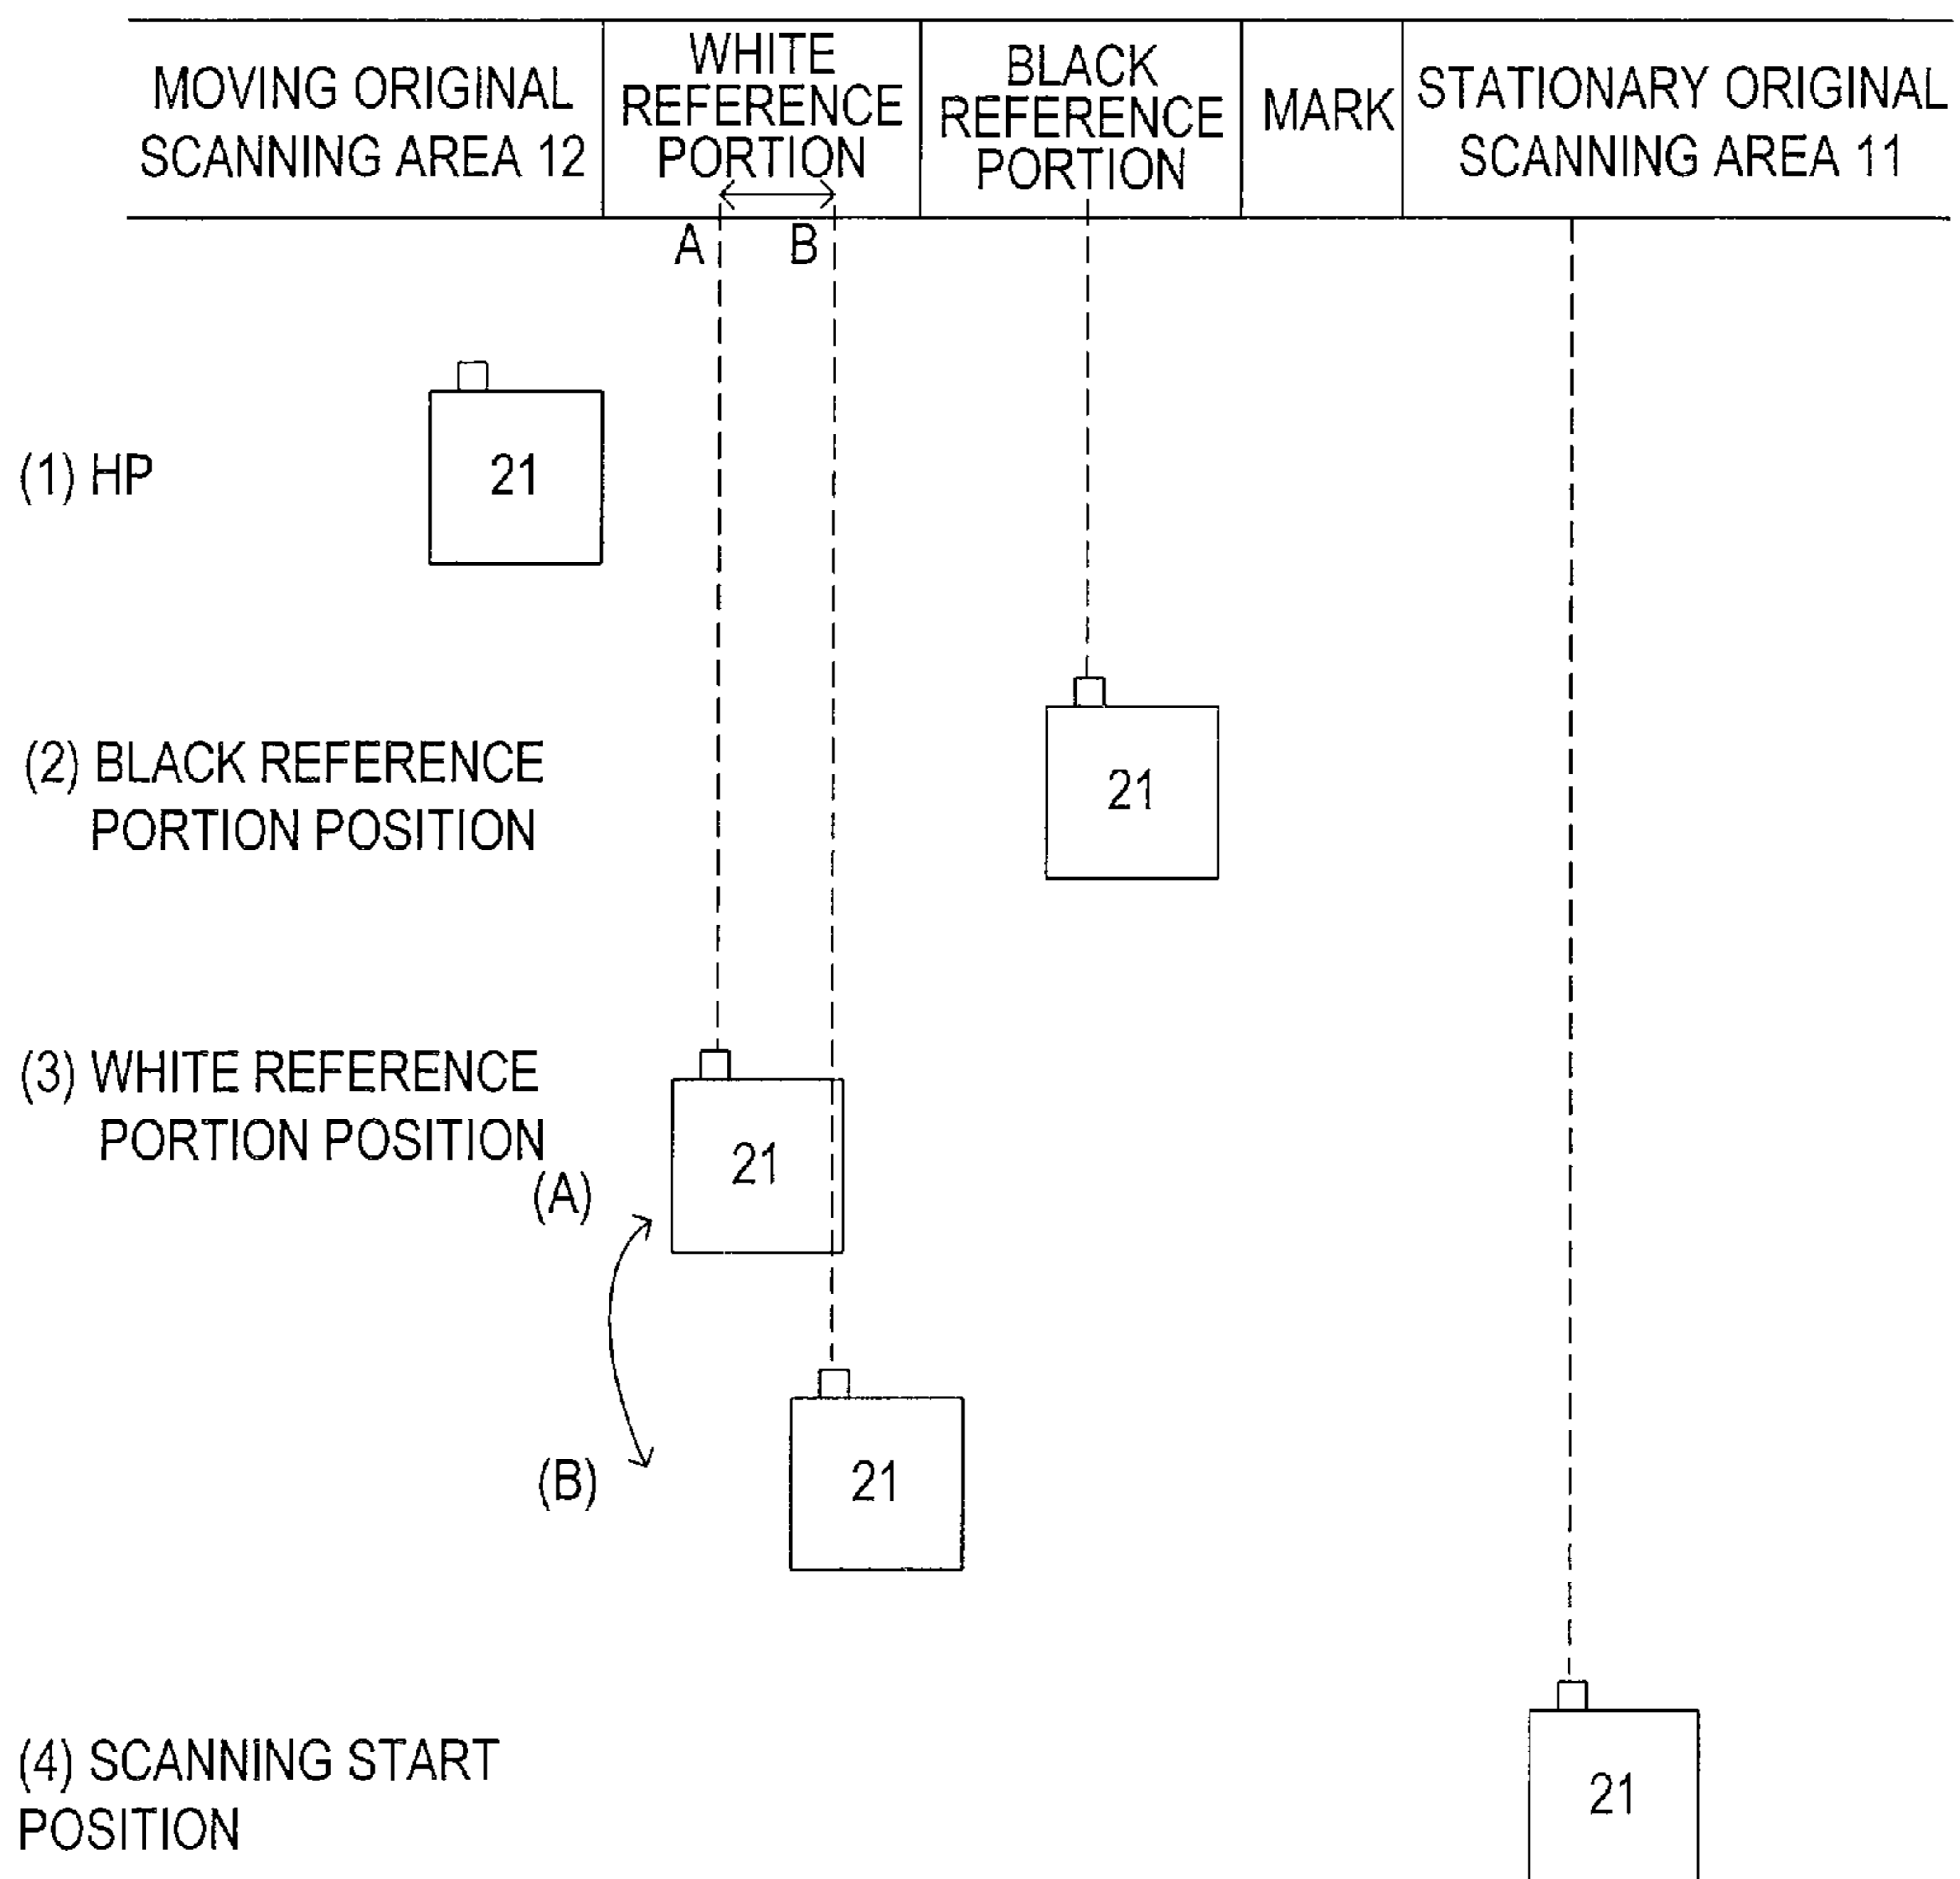 MOVING ORIGINAL
SCANNING AREA 12
WHITE
REFERENCE
PORTION
BLACK
REFERENCE
PORTION
MARK
STATIONARY ORIGINAL
SCANNING AREA 11
A
B
(1) HP
21
(2) BLACK REFERENCE
PORTION POSITION
21
(3) WHITE REFERENCE
PORTION POSITION
(A)
21
(B)
21
(4) SCANNING START
POSITION
21